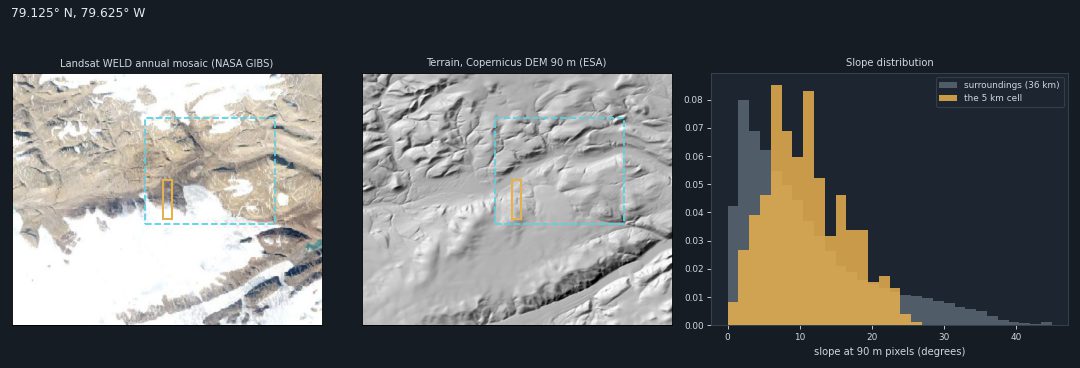 79.125° N, 79.625° W
Landsat WELD annual mosaic (NASA GIBS)
Terrain, Copernicus DEM 90 m (ESA)
Slope distribution
surroundings (36 km)
the 5 km cell
0.08
0.07
0.06
0.05
0.04
0.03
0.02
0.01
0.00
0 10 20 30 40
slope at 90 m pixels (degrees)